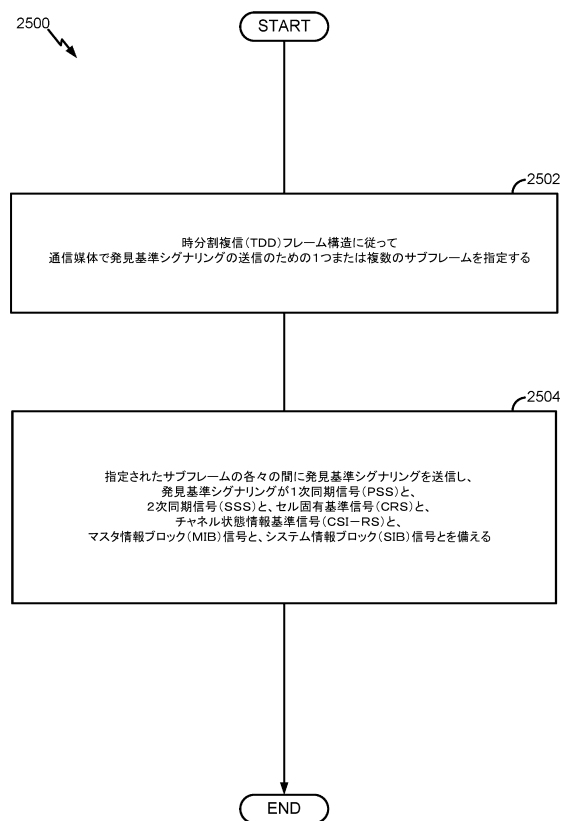 2500
START
2502
時分割複信(TDD)フレーム構造に従って
通信媒体で発見基準シグナリングの送信のための1つまたは複数のサブフレームを指定する
2504
指定されたサブフレームの各々の間に発見基準シグナリングを送信し、
発見基準シグナリングが1次同期信号(PSS)と、
2次同期信号(SSS)と、セル固有基準信号(CRS)と、
チャネル状態情報基準信号(CSI-RS)と、
マスタ情報ブロック(MIB)信号と、システム情報ブロック(SIB)信号とを備える
END